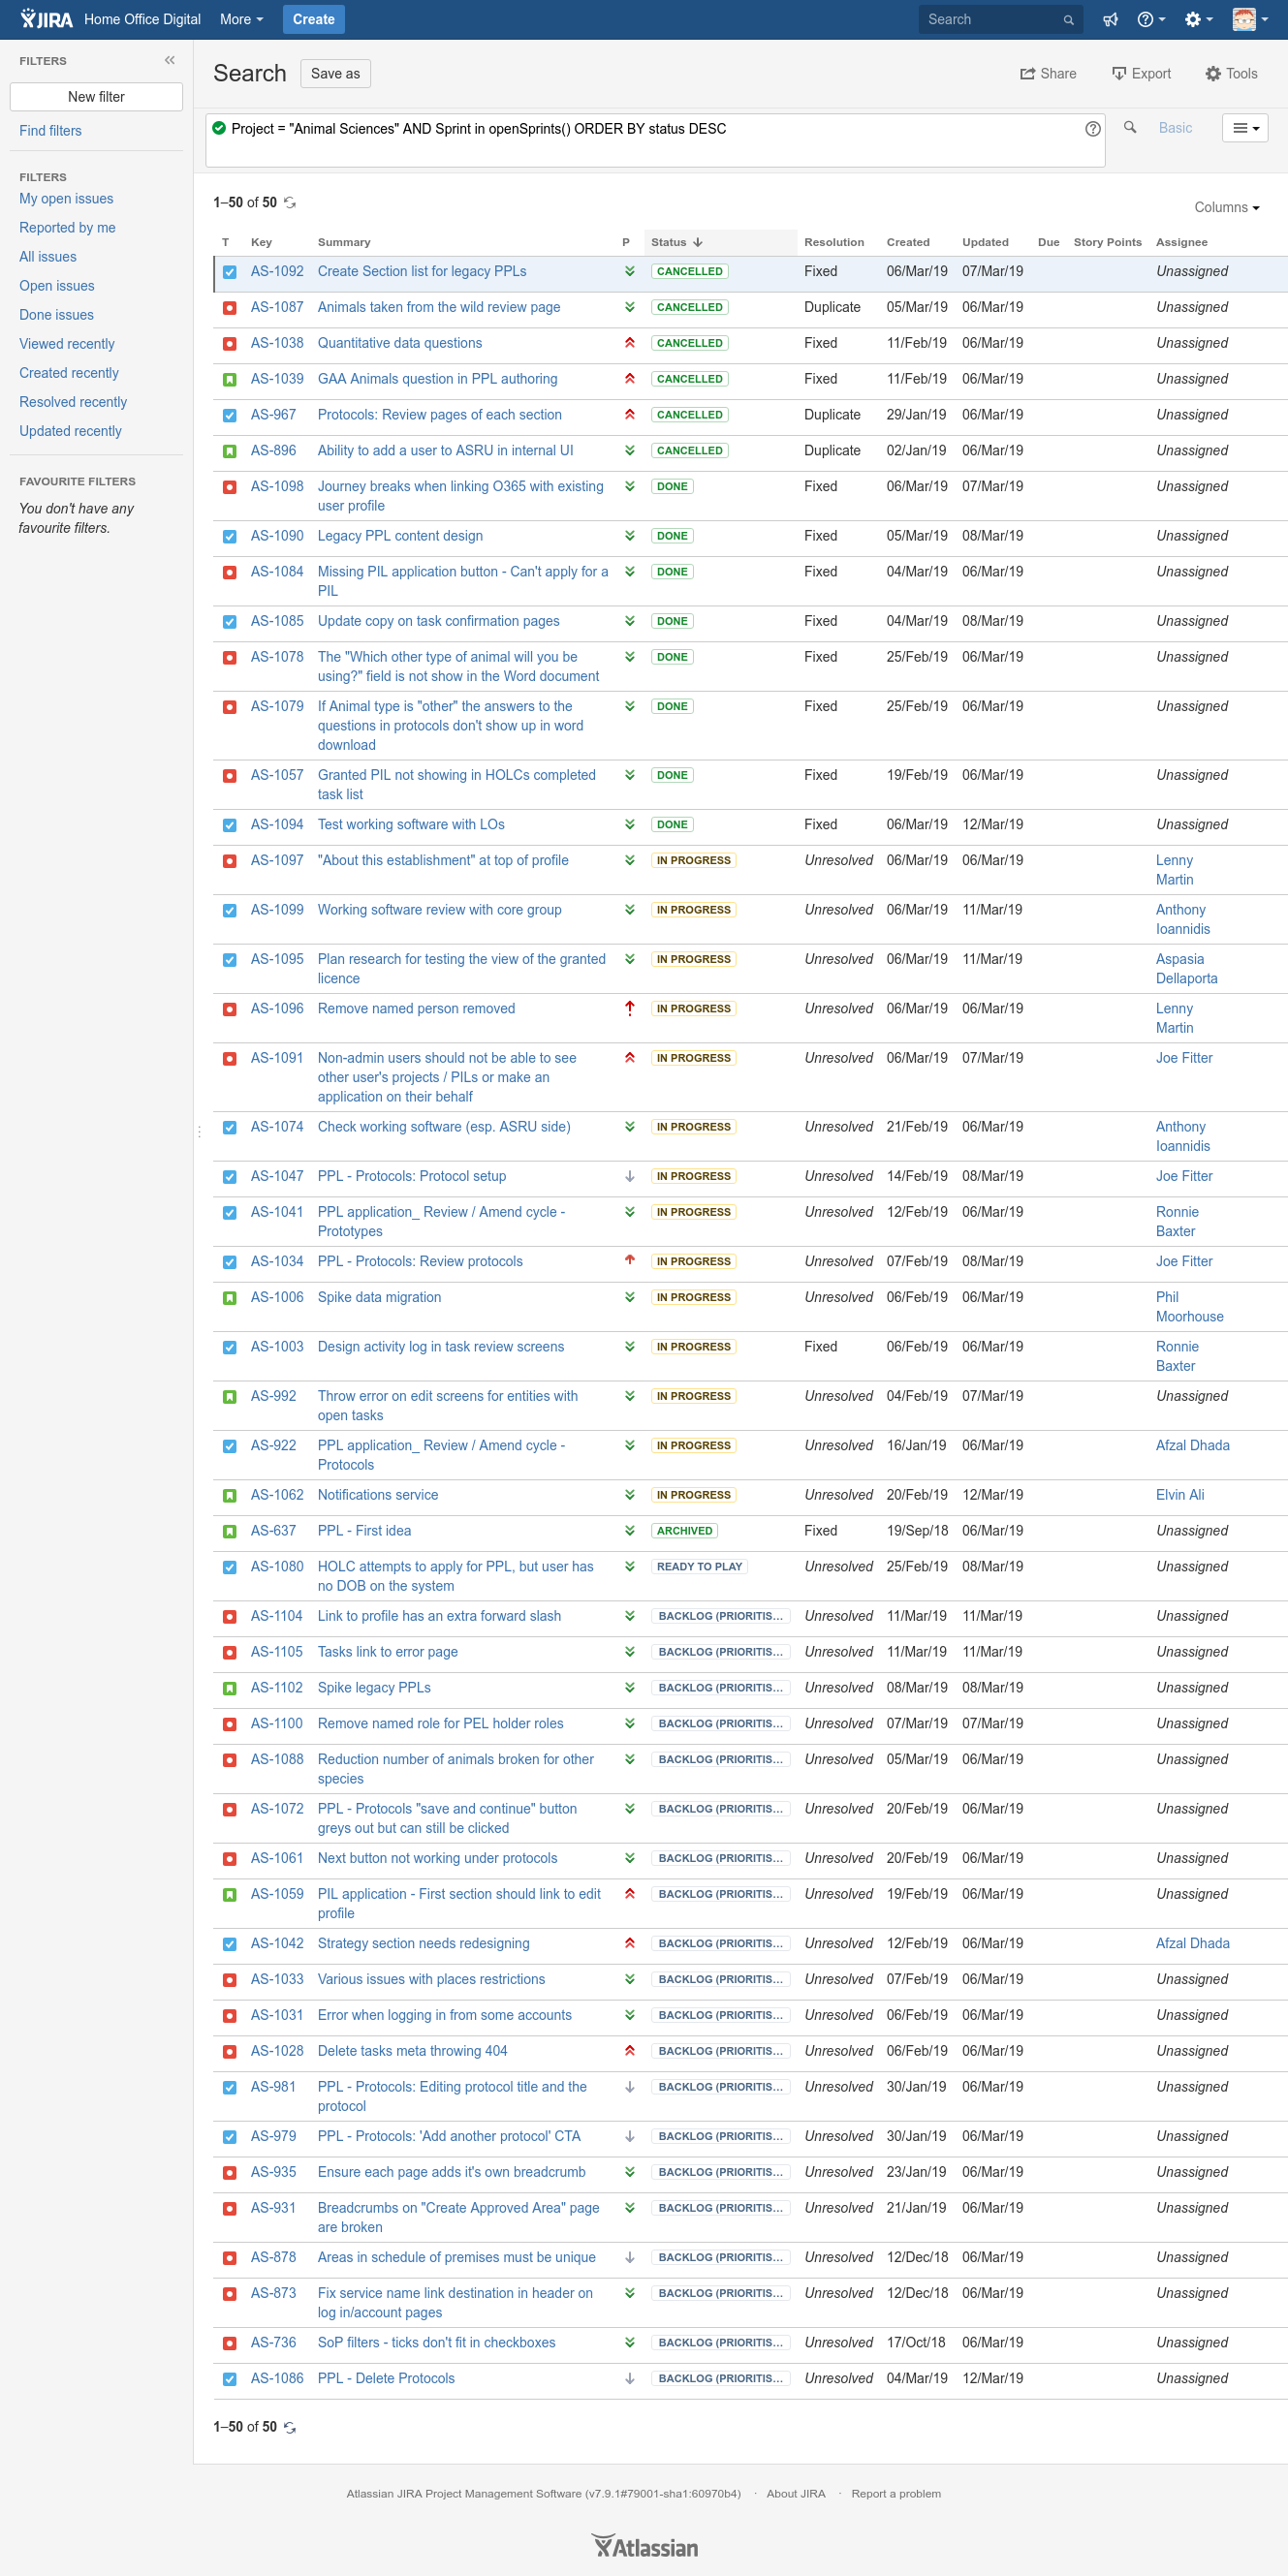 JIRA Home Office Digital More Create Search
FILTERS
New filter
Find filters
FILTERS
My open issues
Reported by me
All issues
Open issues
Done issues
Viewed recently
Created recently
Resolved recently
Updated recently
FAVOURITE FILTERS
You don't have any
favourite filters.
Search Save as Share Export Tools
Project = "Animal Sciences" AND Sprint in openSprints() ORDER BY status DESC Basic
1–50 of 50
Columns
T Key Summary P Status Resolution Created Updated Due Story Points Assignee
AS-1092 Create Section list for legacy PPLs CANCELLED Fixed 06/Mar/19 07/Mar/19 Unassigned
AS-1087 Animals taken from the wild review page CANCELLED Duplicate 05/Mar/19 06/Mar/19 Unassigned
AS-1038 Quantitative data questions CANCELLED Fixed 11/Feb/19 06/Mar/19 Unassigned
AS-1039 GAA Animals question in PPL authoring CANCELLED Fixed 11/Feb/19 06/Mar/19 Unassigned
AS-967 Protocols: Review pages of each section CANCELLED Duplicate 29/Jan/19 06/Mar/19 Unassigned
AS-896 Ability to add a user to ASRU in internal UI CANCELLED Duplicate 02/Jan/19 06/Mar/19 Unassigned
AS-1098 Journey breaks when linking O365 with existing DONE Fixed 06/Mar/19 07/Mar/19 Unassigned
user profile
AS-1090 Legacy PPL content design DONE Fixed 05/Mar/19 08/Mar/19 Unassigned
AS-1084 Missing PIL application button - Can't apply for a DONE Fixed 04/Mar/19 06/Mar/19 Unassigned
PIL
AS-1085 Update copy on task confirmation pages DONE Fixed 04/Mar/19 08/Mar/19 Unassigned
AS-1078 The "Which other type of animal will you be DONE Fixed 25/Feb/19 06/Mar/19 Unassigned
using?" field is not show in the Word document
AS-1079 If Animal type is "other" the answers to the DONE Fixed 25/Feb/19 06/Mar/19 Unassigned
questions in protocols don't show up in word
download
AS-1057 Granted PIL not showing in HOLCs completed DONE Fixed 19/Feb/19 06/Mar/19 Unassigned
task list
AS-1094 Test working software with LOs DONE Fixed 06/Mar/19 12/Mar/19 Unassigned
AS-1097 "About this establishment" at top of profile IN PROGRESS Unresolved 06/Mar/19 06/Mar/19 Lenny
Martin
AS-1099 Working software review with core group IN PROGRESS Unresolved 06/Mar/19 11/Mar/19 Anthony
Ioannidis
AS-1095 Plan research for testing the view of the granted IN PROGRESS Unresolved 06/Mar/19 11/Mar/19 Aspasia
licence Dellaporta
AS-1096 Remove named person removed IN PROGRESS Unresolved 06/Mar/19 06/Mar/19 Lenny
Martin
AS-1091 Non-admin users should not be able to see IN PROGRESS Unresolved 06/Mar/19 07/Mar/19 Joe Fitter
other user's projects / PILs or make an
application on their behalf
AS-1074 Check working software (esp. ASRU side) IN PROGRESS Unresolved 21/Feb/19 06/Mar/19 Anthony
Ioannidis
AS-1047 PPL - Protocols: Protocol setup IN PROGRESS Unresolved 14/Feb/19 08/Mar/19 Joe Fitter
AS-1041 PPL application_ Review / Amend cycle - IN PROGRESS Unresolved 12/Feb/19 06/Mar/19 Ronnie
Prototypes Baxter
AS-1034 PPL - Protocols: Review protocols IN PROGRESS Unresolved 07/Feb/19 08/Mar/19 Joe Fitter
AS-1006 Spike data migration IN PROGRESS Unresolved 06/Feb/19 06/Mar/19 Phil
Moorhouse
AS-1003 Design activity log in task review screens IN PROGRESS Fixed 06/Feb/19 06/Mar/19 Ronnie
Baxter
AS-992 Throw error on edit screens for entities with IN PROGRESS Unresolved 04/Feb/19 07/Mar/19 Unassigned
open tasks
AS-922 PPL application_ Review / Amend cycle - IN PROGRESS Unresolved 16/Jan/19 06/Mar/19 Afzal Dhada
Protocols
AS-1062 Notifications service IN PROGRESS Unresolved 20/Feb/19 12/Mar/19 Elvin Ali
AS-637 PPL - First idea ARCHIVED Fixed 19/Sep/18 06/Mar/19 Unassigned
AS-1080 HOLC attempts to apply for PPL, but user has READY TO PLAY Unresolved 25/Feb/19 08/Mar/19 Unassigned
no DOB on the system
AS-1104 Link to profile has an extra forward slash BACKLOG (PRIORITIS... Unresolved 11/Mar/19 11/Mar/19 Unassigned
AS-1105 Tasks link to error page BACKLOG (PRIORITIS... Unresolved 11/Mar/19 11/Mar/19 Unassigned
AS-1102 Spike legacy PPLs BACKLOG (PRIORITIS... Unresolved 08/Mar/19 08/Mar/19 Unassigned
AS-1100 Remove named role for PEL holder roles BACKLOG (PRIORITIS... Unresolved 07/Mar/19 07/Mar/19 Unassigned
AS-1088 Reduction number of animals broken for other BACKLOG (PRIORITIS... Unresolved 05/Mar/19 06/Mar/19 Unassigned
species
AS-1072 PPL - Protocols "save and continue" button BACKLOG (PRIORITIS... Unresolved 20/Feb/19 06/Mar/19 Unassigned
greys out but can still be clicked
AS-1061 Next button not working under protocols BACKLOG (PRIORITIS... Unresolved 20/Feb/19 06/Mar/19 Unassigned
AS-1059 PIL application - First section should link to edit BACKLOG (PRIORITIS... Unresolved 19/Feb/19 06/Mar/19 Unassigned
profile
AS-1042 Strategy section needs redesigning BACKLOG (PRIORITIS... Unresolved 12/Feb/19 06/Mar/19 Afzal Dhada
AS-1033 Various issues with places restrictions BACKLOG (PRIORITIS... Unresolved 07/Feb/19 06/Mar/19 Unassigned
AS-1031 Error when logging in from some accounts BACKLOG (PRIORITIS... Unresolved 06/Feb/19 06/Mar/19 Unassigned
AS-1028 Delete tasks meta throwing 404 BACKLOG (PRIORITIS... Unresolved 06/Feb/19 06/Mar/19 Unassigned
AS-981 PPL - Protocols: Editing protocol title and the BACKLOG (PRIORITIS... Unresolved 30/Jan/19 06/Mar/19 Unassigned
protocol
AS-979 PPL - Protocols: 'Add another protocol' CTA BACKLOG (PRIORITIS... Unresolved 30/Jan/19 06/Mar/19 Unassigned
AS-935 Ensure each page adds it's own breadcrumb BACKLOG (PRIORITIS... Unresolved 23/Jan/19 06/Mar/19 Unassigned
AS-931 Breadcrumbs on "Create Approved Area" page BACKLOG (PRIORITIS... Unresolved 21/Jan/19 06/Mar/19 Unassigned
are broken
AS-878 Areas in schedule of premises must be unique BACKLOG (PRIORITIS... Unresolved 12/Dec/18 06/Mar/19 Unassigned
AS-873 Fix service name link destination in header on BACKLOG (PRIORITIS... Unresolved 12/Dec/18 06/Mar/19 Unassigned
log in/account pages
AS-736 SoP filters - ticks don't fit in checkboxes BACKLOG (PRIORITIS... Unresolved 17/Oct/18 06/Mar/19 Unassigned
AS-1086 PPL - Delete Protocols BACKLOG (PRIORITIS... Unresolved 04/Mar/19 12/Mar/19 Unassigned
1–50 of 50
Atlassian JIRA Project Management Software (v7.9.1#79001-sha1:60970b4) · About JIRA · Report a problem
Atlassian